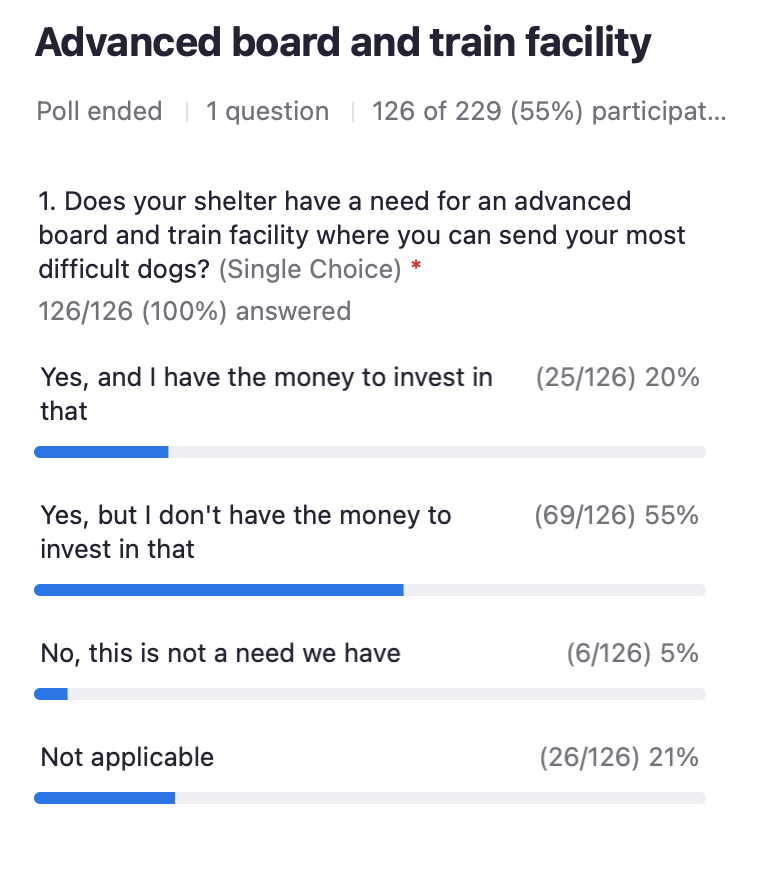 Advanced board and train facility
Poll ended | 1 question | 126 of 229 (55%) participat...
1. Does your shelter have a need for an advanced
board and train facility where you can send your most
difficult dogs? (Single Choice) *
126/126 (100%) answered
Yes, and I have the money to invest in (25/126) 20%
that
Yes, but I don't have the money to (69/126) 55%
invest in that
No, this is not a need we have (6/126) 5%
Not applicable (26/126) 21%